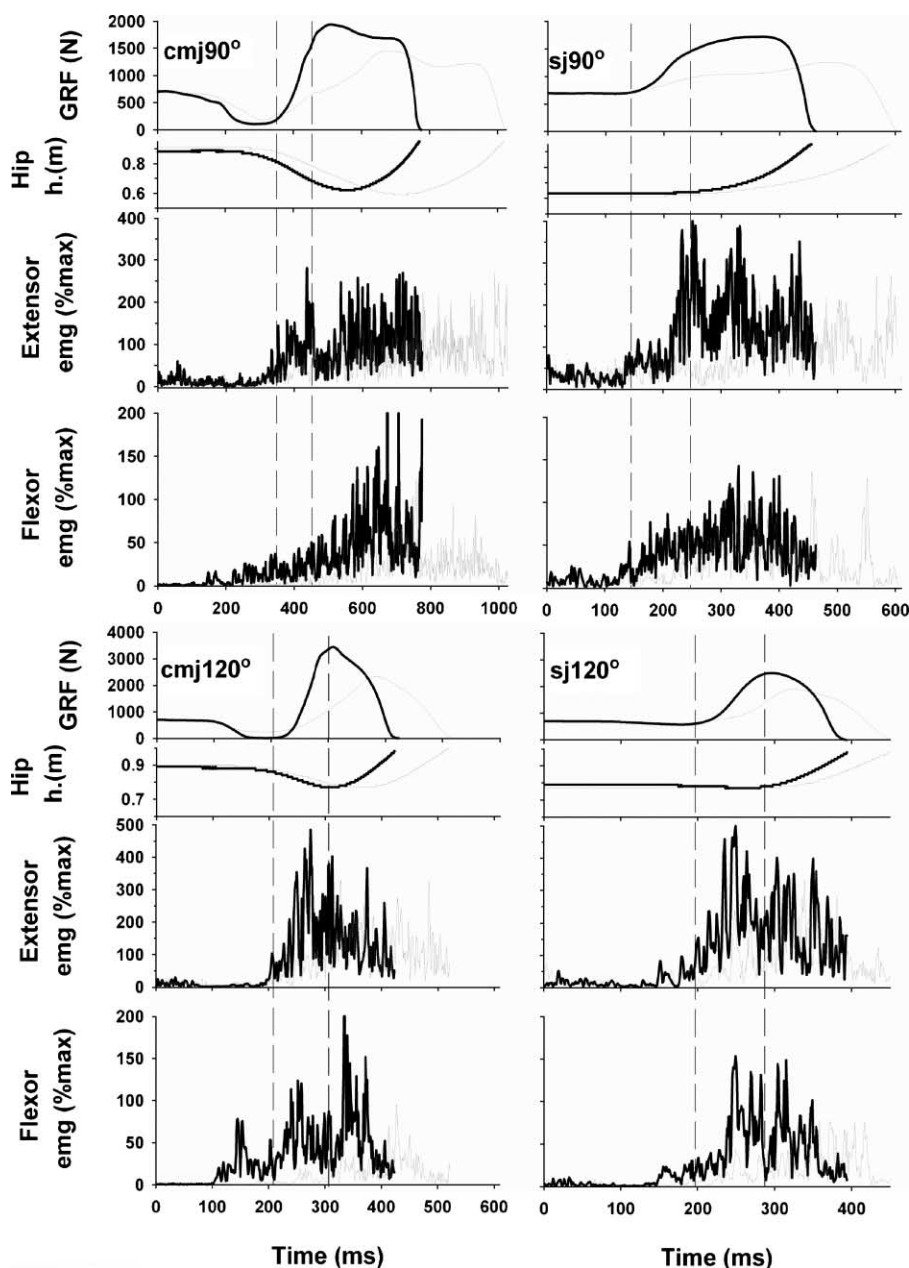 cmj90°
GRF (N)
2000
1500
1000
500
0
Hip h.(m)
0.8
0.6
Extensor emg (%max)
400
300
200
100
0
Flexor emg (%max)
200
150
100
50
0
0 200 400 600 800 1000
sj90°
0 100 200 300 400 500 600
cmj120°
GRF (N)
4000
3000
2000
1000
0
Hip h.(m)
0.9
0.7
Extensor emg (%max)
500
400
300
200
100
0
Flexor emg (%max)
200
150
100
50
0
0 100 200 300 400 500 600
Time (ms)
sj120°
0 100 200 300 400
Time (ms)